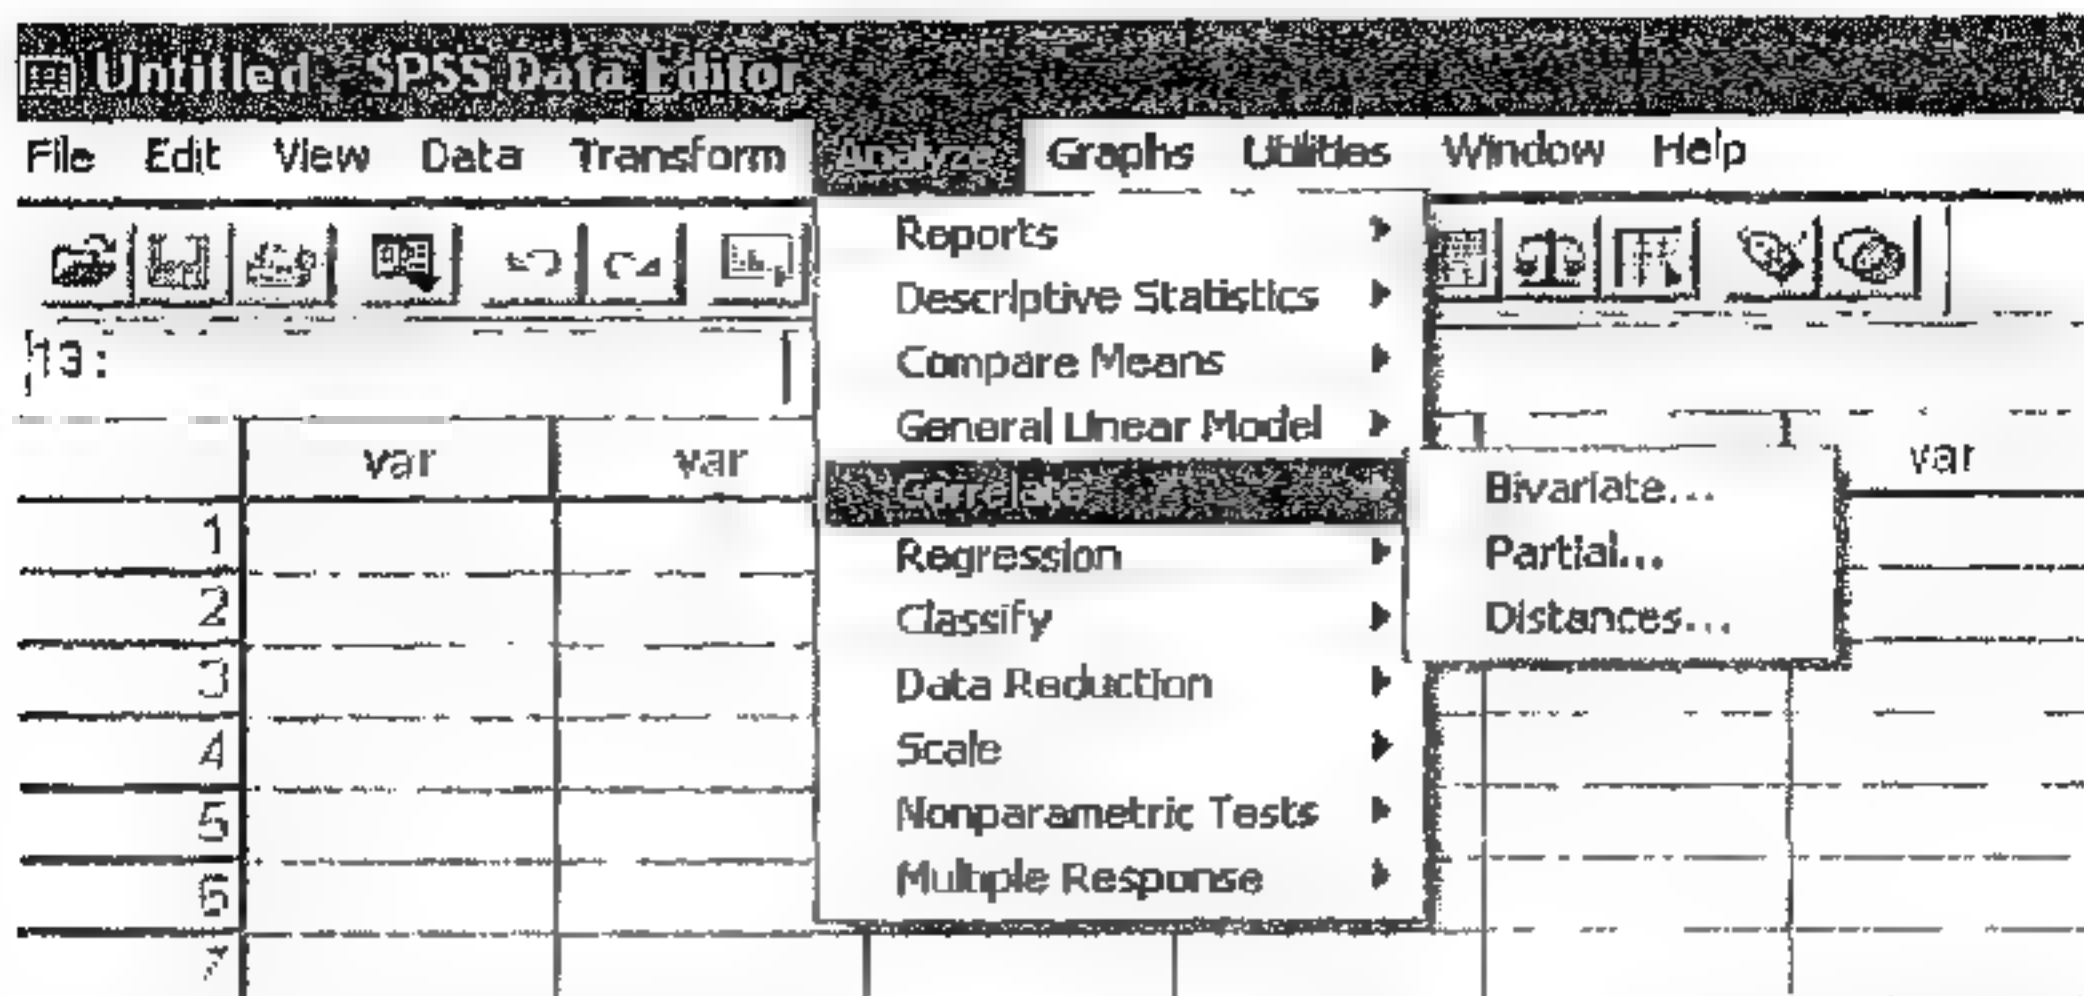 Untitled - SPSS Data Editor
File Edit View Data Transform Analyze Graphs Utilities Window Help
13:
var var var
Reports
Descriptive Statistics
Compare Means
General Linear Model
Correlate
Regression
Classify
Data Reduction
Scale
Nonparametric Tests
Multiple Response
Bivariate...
Partial...
Distances...
1
2
3
4
5
6
7